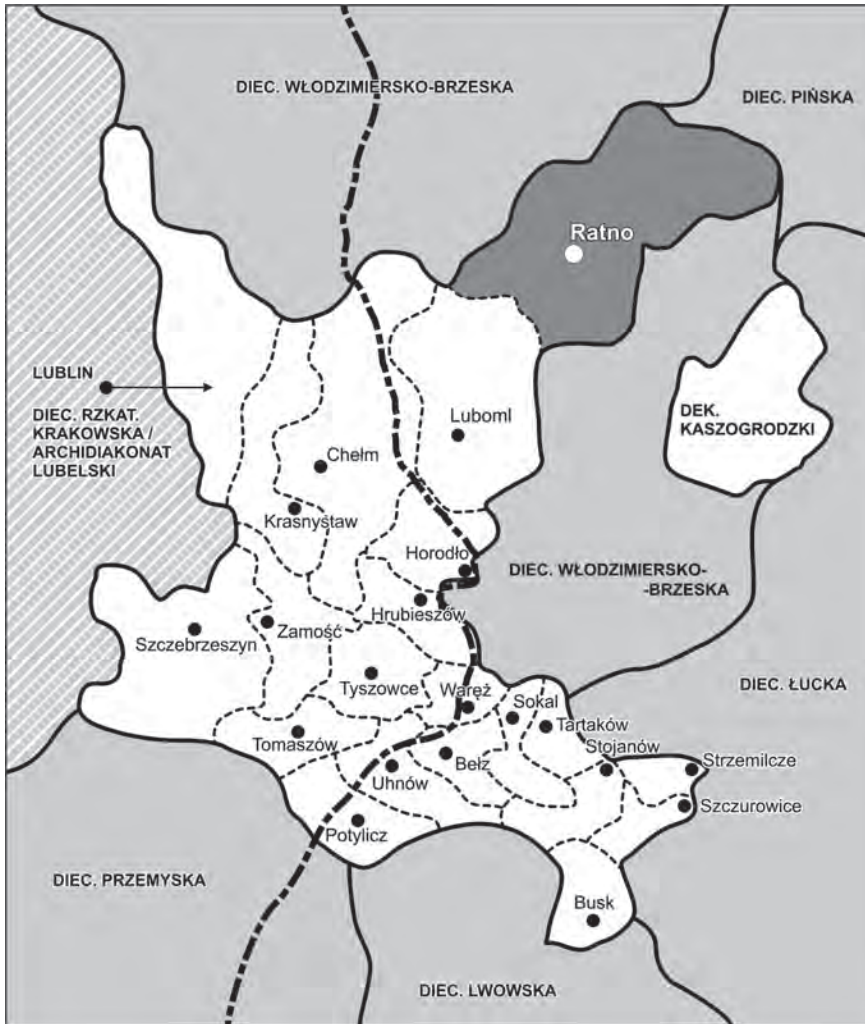 DIEC. WŁODZIMIERSKO-BRZESKA
DIEC. PIŃSKA
Ratno
LUBLIN
DIEC. RZKAT.
KRAKOWSKA /
ARCHIDIAKONAT
LUBELSKI
DEK.
KASZOGRODZKI
Luboml
Chełm
Krasnystaw
Horodło
DIEC. WŁODZIMIERSKO-
-BRZESKA
Hrubieszów
Szczebrzeszyn
Zamość
Tyszowce
Waręż
Sokal
DIEC. ŁUCKA
Tartaków
Tomaszów
Stojanów
Strzemilcze
Bełz
Uhnów
Szczurowice
Potylicz
DIEC. PRZEMYSKA
Busk
DIEC. LWOWSKA